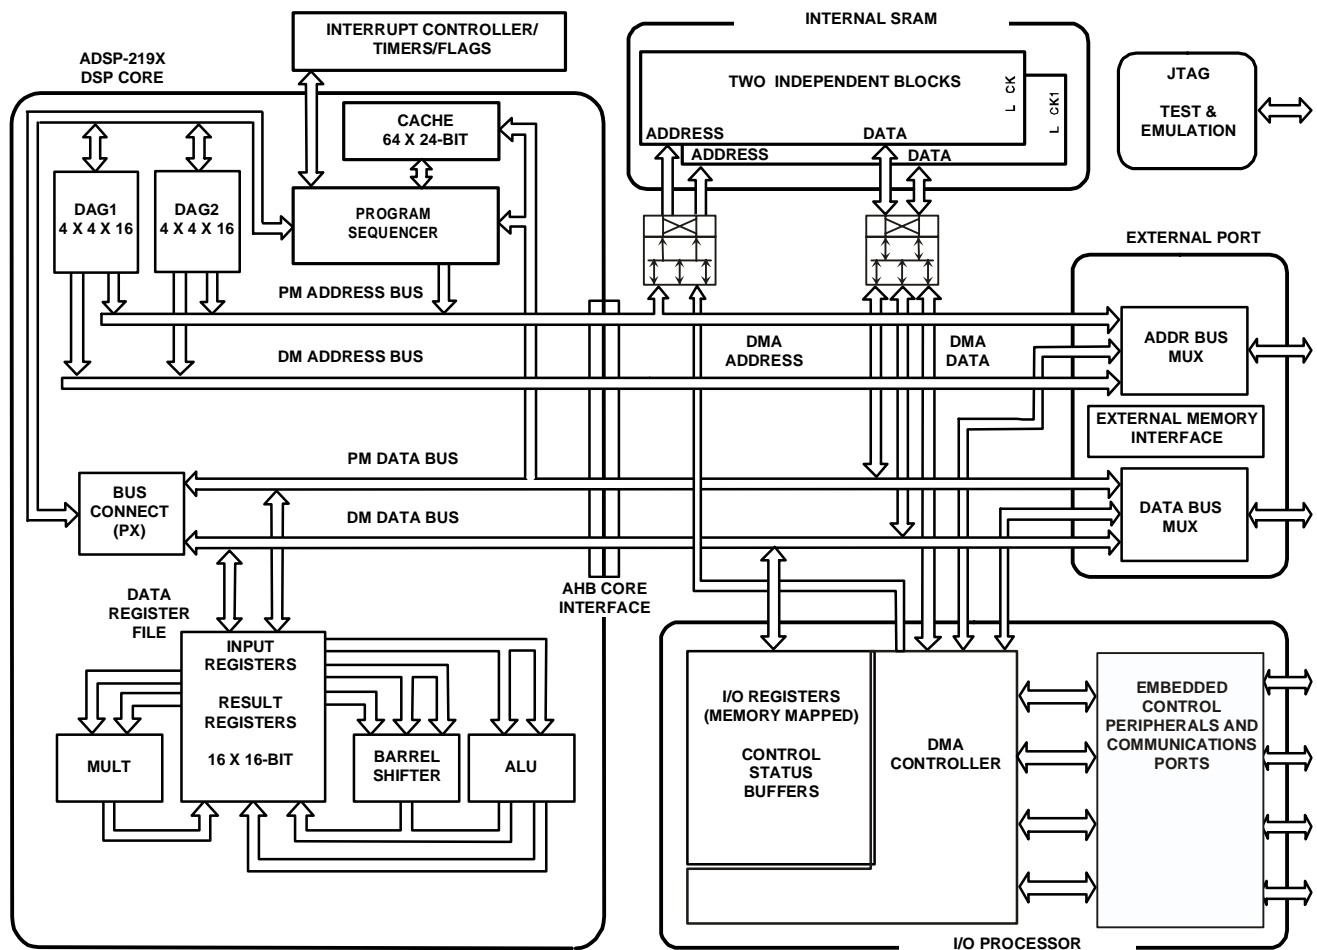 INTERNAL SRAM
INTERRUPT CONTROLLER/
TIMERS/FLAGS
ADSP-219X
DSP CORE
CACHE
64 X 24-BIT
DAG1
4 X 4 X 16
DAG2
4 X 4 X 16
PROGRAM
SEQUENCER
TWO INDEPENDENT BLOCKS
L CK
L CK1
ADDRESS
DATA
ADDRESS
DATA
JTAG
TEST &
EMULATION
EXTERNAL PORT
PM ADDRESS BUS
DM ADDRESS BUS
DMA
ADDRESS
DMA
DATA
ADDR BUS
MUX
EXTERNAL MEMORY
INTERFACE
PM DATA BUS
BUS
CONNECT
(PX)
DM DATA BUS
DATA BUS
MUX
AHB CORE
INTERFACE
DATA
REGISTER
FILE
INPUT
REGISTERS
RESULT
REGISTERS
16 X 16-BIT
MULT
BARREL
SHIFTER
ALU
I/O REGISTERS
(MEMORY MAPPED)
CONTROL
STATUS
BUFFERS
DMA
CONTROLLER
EMBEDDED
CONTROL
PERIPHERALS AND
COMMUNICATIONS
PORTS
I/O PROCESSOR